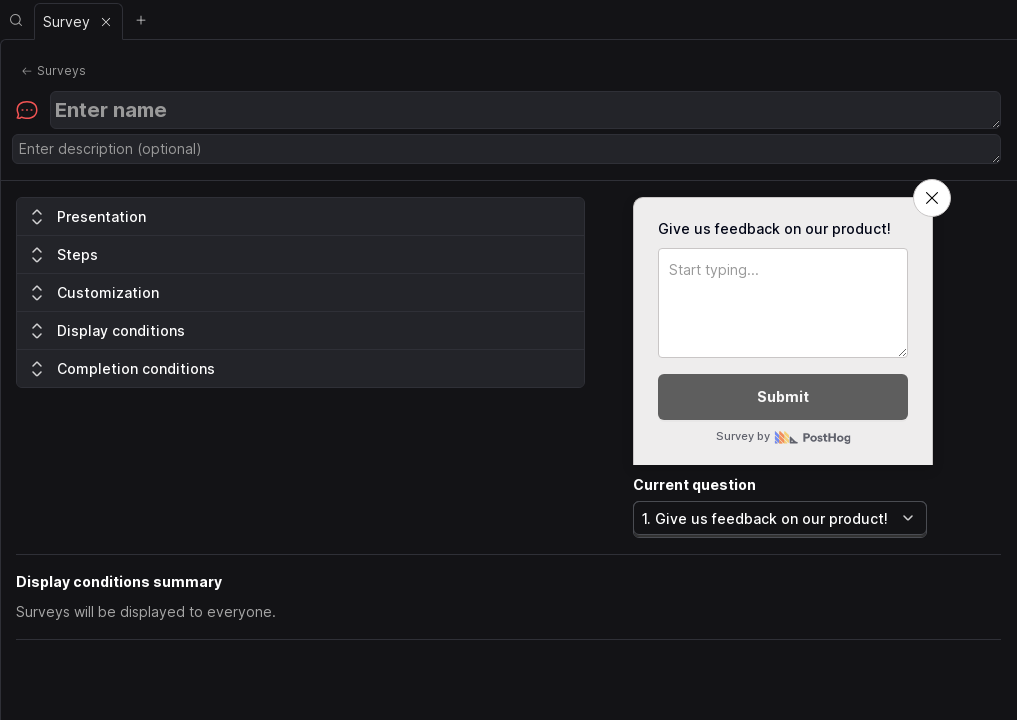 Survey
Surveys
Enter name
Enter description (optional)
Presentation
Steps
Customization
Display conditions
Completion conditions
Give us feedback on our product!
Start typing...
Submit
Survey by PostHog
Current question
1. Give us feedback on our product!
Display conditions summary
Surveys will be displayed to everyone.